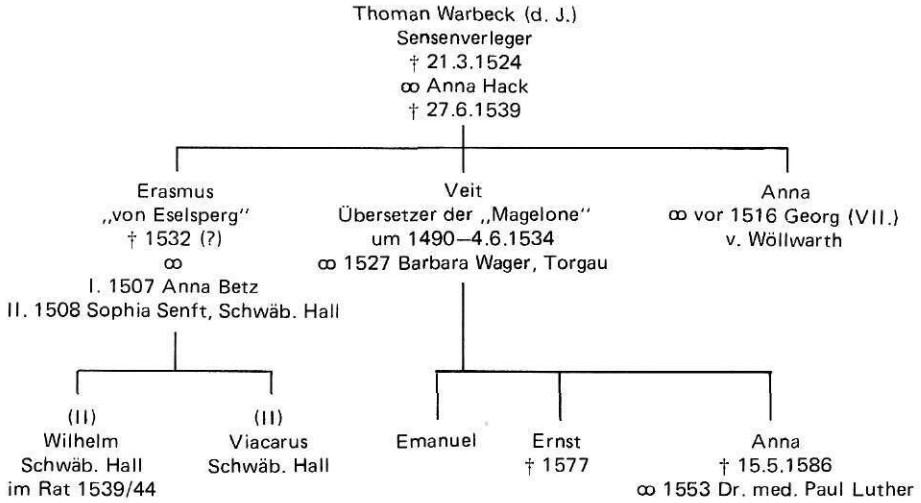 Thoman Warbeck (d. J.)
Sensenverleger
† 21.3.1524
∞ Anna Hack
† 27.6.1539
Erasmus
„von Eselsperg“
† 1532 (?)
∞
I. 1507 Anna Betz
II. 1508 Sophia Senft, Schwäb. Hall
Veit
Übersetzer der „Magelone“
um 1490–4.6.1534
∞ 1527 Barbara Wager, Torgau
Anna
∞ vor 1516 Georg (VII.)
v. Wöllwarth
(II)
Wilhelm
Schwäb. Hall
im Rat 1539/44
(II)
Viacarus
Schwäb. Hall
Emanuel
Ernst
† 1577
Anna
† 15.5.1586
∞ 1553 Dr. med. Paul Luther